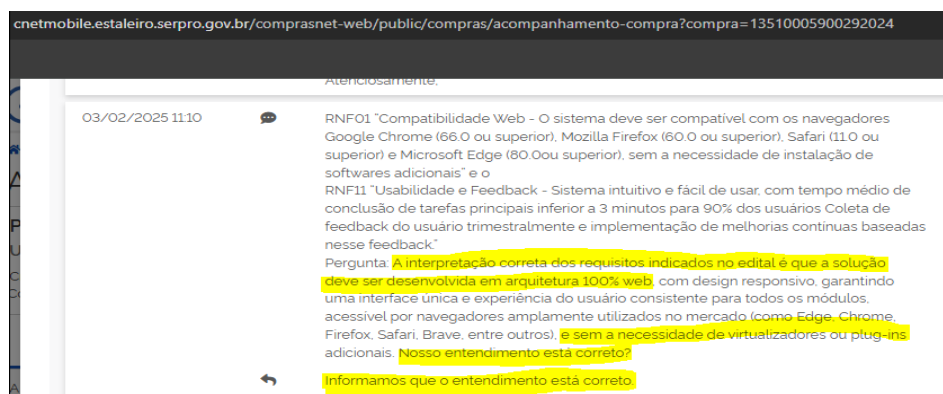 cnetmobile.estaleiro.serpro.gov.br/comprasnet-web/public/compras/acompanhamento-compra?compra=13510005900292024
Atenciosamente,
03/02/2025 11:10
RNF01 "Compatibilidade Web - O sistema deve ser compatível com os navegadores
Google Chrome (66.0 ou superior), Mozilla Firefox (60.0 ou superior), Safari (11.0 ou
superior) e Microsoft Edge (80.0ou superior), sem a necessidade de instalação de
softwares adicionais" e o
RNF11 "Usabilidade e Feedback - Sistema intuitivo e fácil de usar, com tempo médio de
conclusão de tarefas principais inferior a 3 minutos para 90% dos usuários Coleta de
feedback do usuário trimestralmente e implementação de melhorias contínuas baseadas
nesse feedback."
Pergunta: A interpretação correta dos requisitos indicados no edital é que a solução
deve ser desenvolvida em arquitetura 100% web, com design responsivo, garantindo
uma interface única e experiência do usuário consistente para todos os módulos,
acessível por navegadores amplamente utilizados no mercado (como Edge, Chrome,
Firefox, Safari, Brave, entre outros), e sem a necessidade de virtualizadores ou plug-ins
adicionais. Nosso entendimento está correto?
Informamos que o entendimento está correto.